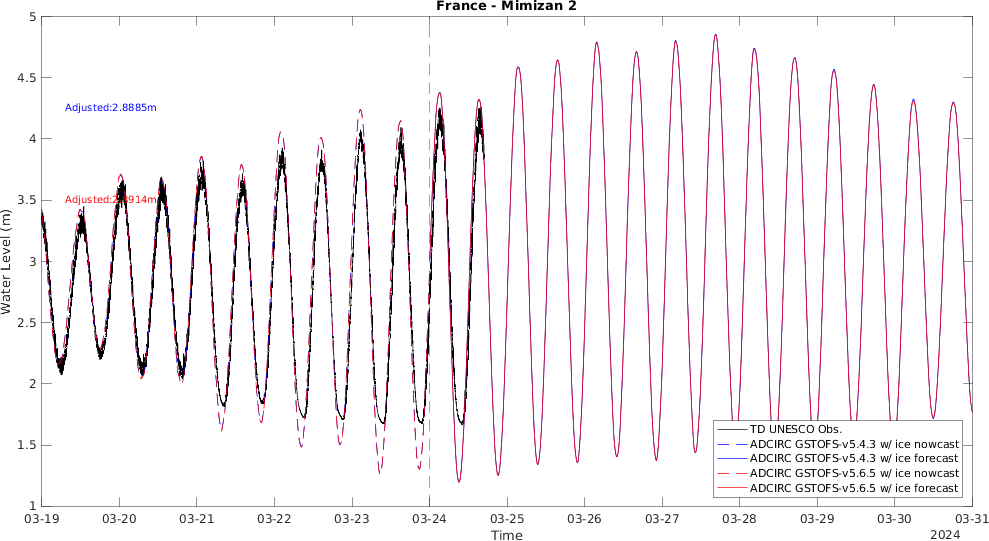 France - Mimizan 2
Water Level (m)
5
4.5
4
3.5
3
2.5
2
1.5
1
Adjusted:2.8885m
Adjusted:2.8914m
TD UNESCO Obs.
ADCIRC GSTOFS-v5.4.3 w/ ice nowcast
ADCIRC GSTOFS-v5.4.3 w/ ice forecast
ADCIRC GSTOFS-v5.6.5 w/ ice nowcast
ADCIRC GSTOFS-v5.6.5 w/ ice forecast
03-19 03-20 03-21 03-22 03-23 03-24 03-25 03-26 03-27 03-28 03-29 03-30 03-31
Time
2024